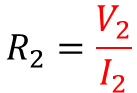 R₂ = V₂/I₂